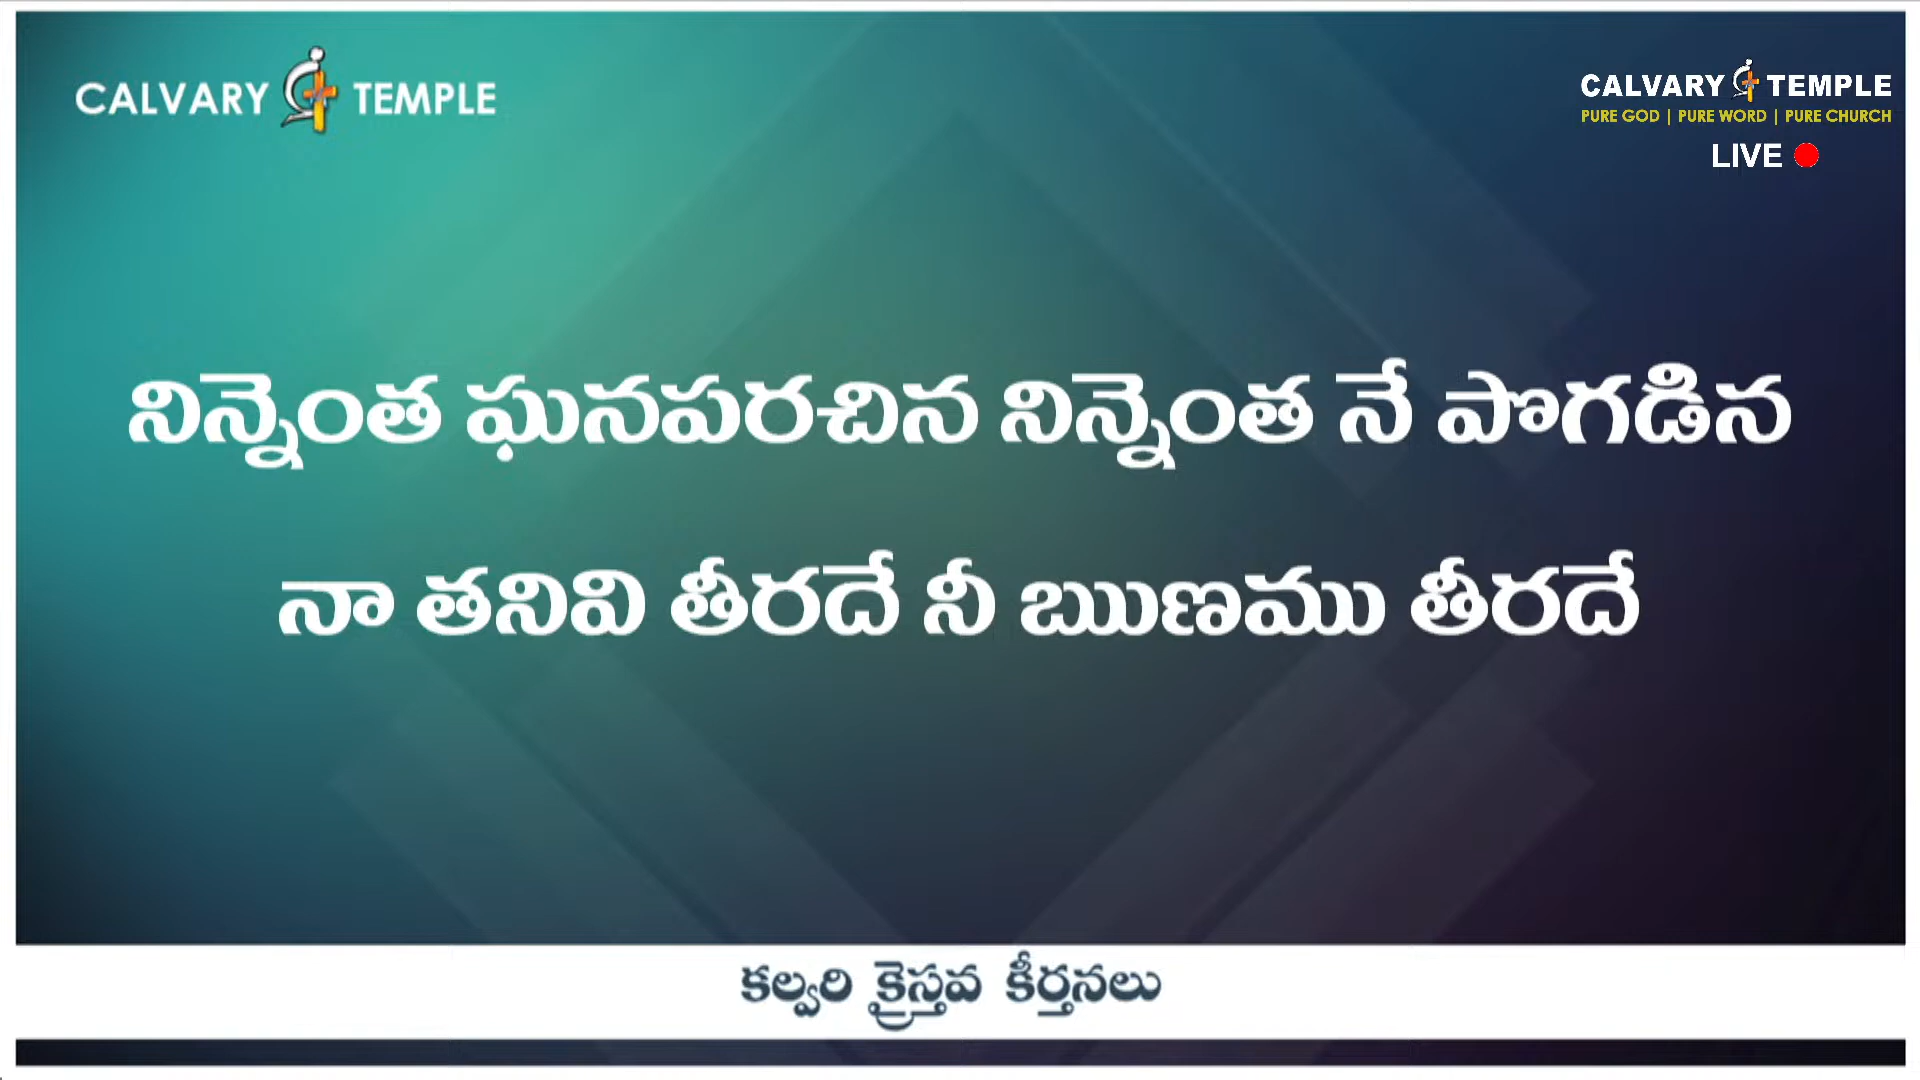 CALVARY TEMPLE
CALVARY TEMPLE
PURE GOD | PURE WORD | PURE CHURCH
LIVE
నిన్నెంత ఘనపరచిన నిన్నెంత నే పొగడిన
నా తనివి తీరదే నీ ఋణము తీరదే
కల్వరి క్రైస్తవ కీర్తనలు